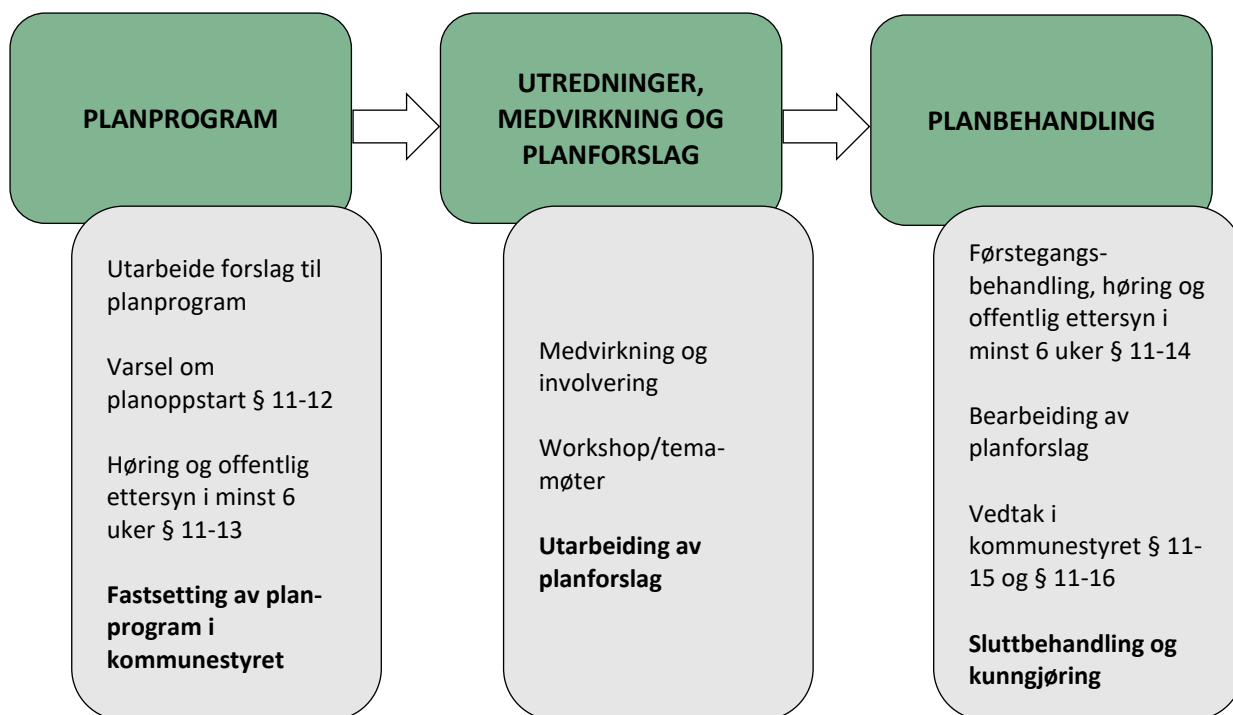 PLANPROGRAM
Utarbeide forslag til
planprogram
Varsel om
planoppstart § 11-12
Høring og offentlig
ettersyn i minst 6
uker § 11-13
Fastsetting av plan-
program i
kommunestyret
UTREDNINGER,
MEDVIRKNING OG
PLANFORSLAG
Medvirkning og
involvering
Workshop/tema-
møter
Utarbeiding av
planforslag
PLANBEHANDLING
Førstegangs-
behandling, høring og
offentlig ettersyn i
minst 6 uker § 11-14
Bearbeiding av
planforslag
Vedtak i
kommunestyret § 11-
15 og § 11-16
Sluttbehandling og
kunngjøring